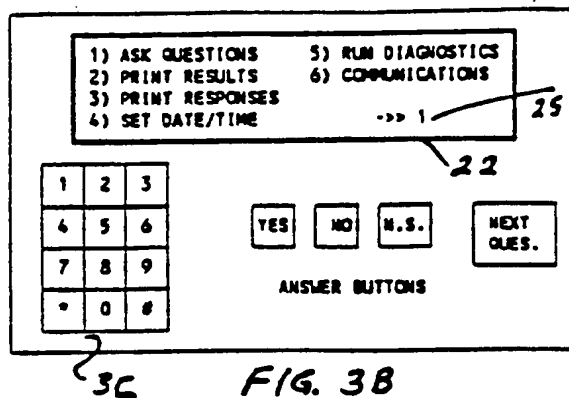 1) ASK QUESTIONS 5) RUN DIAGNOSTICS
2) PRINT RESULTS 6) COMMUNICATIONS
3) PRINT RESPONSES
4) SET DATE/TIME ->> 1
25
22
1 2 3
4 5 6
7 8 9
* 0 #
YES NO N.S. NEXT QUES.
ANSWER BUTTONS
36
FIG. 3B